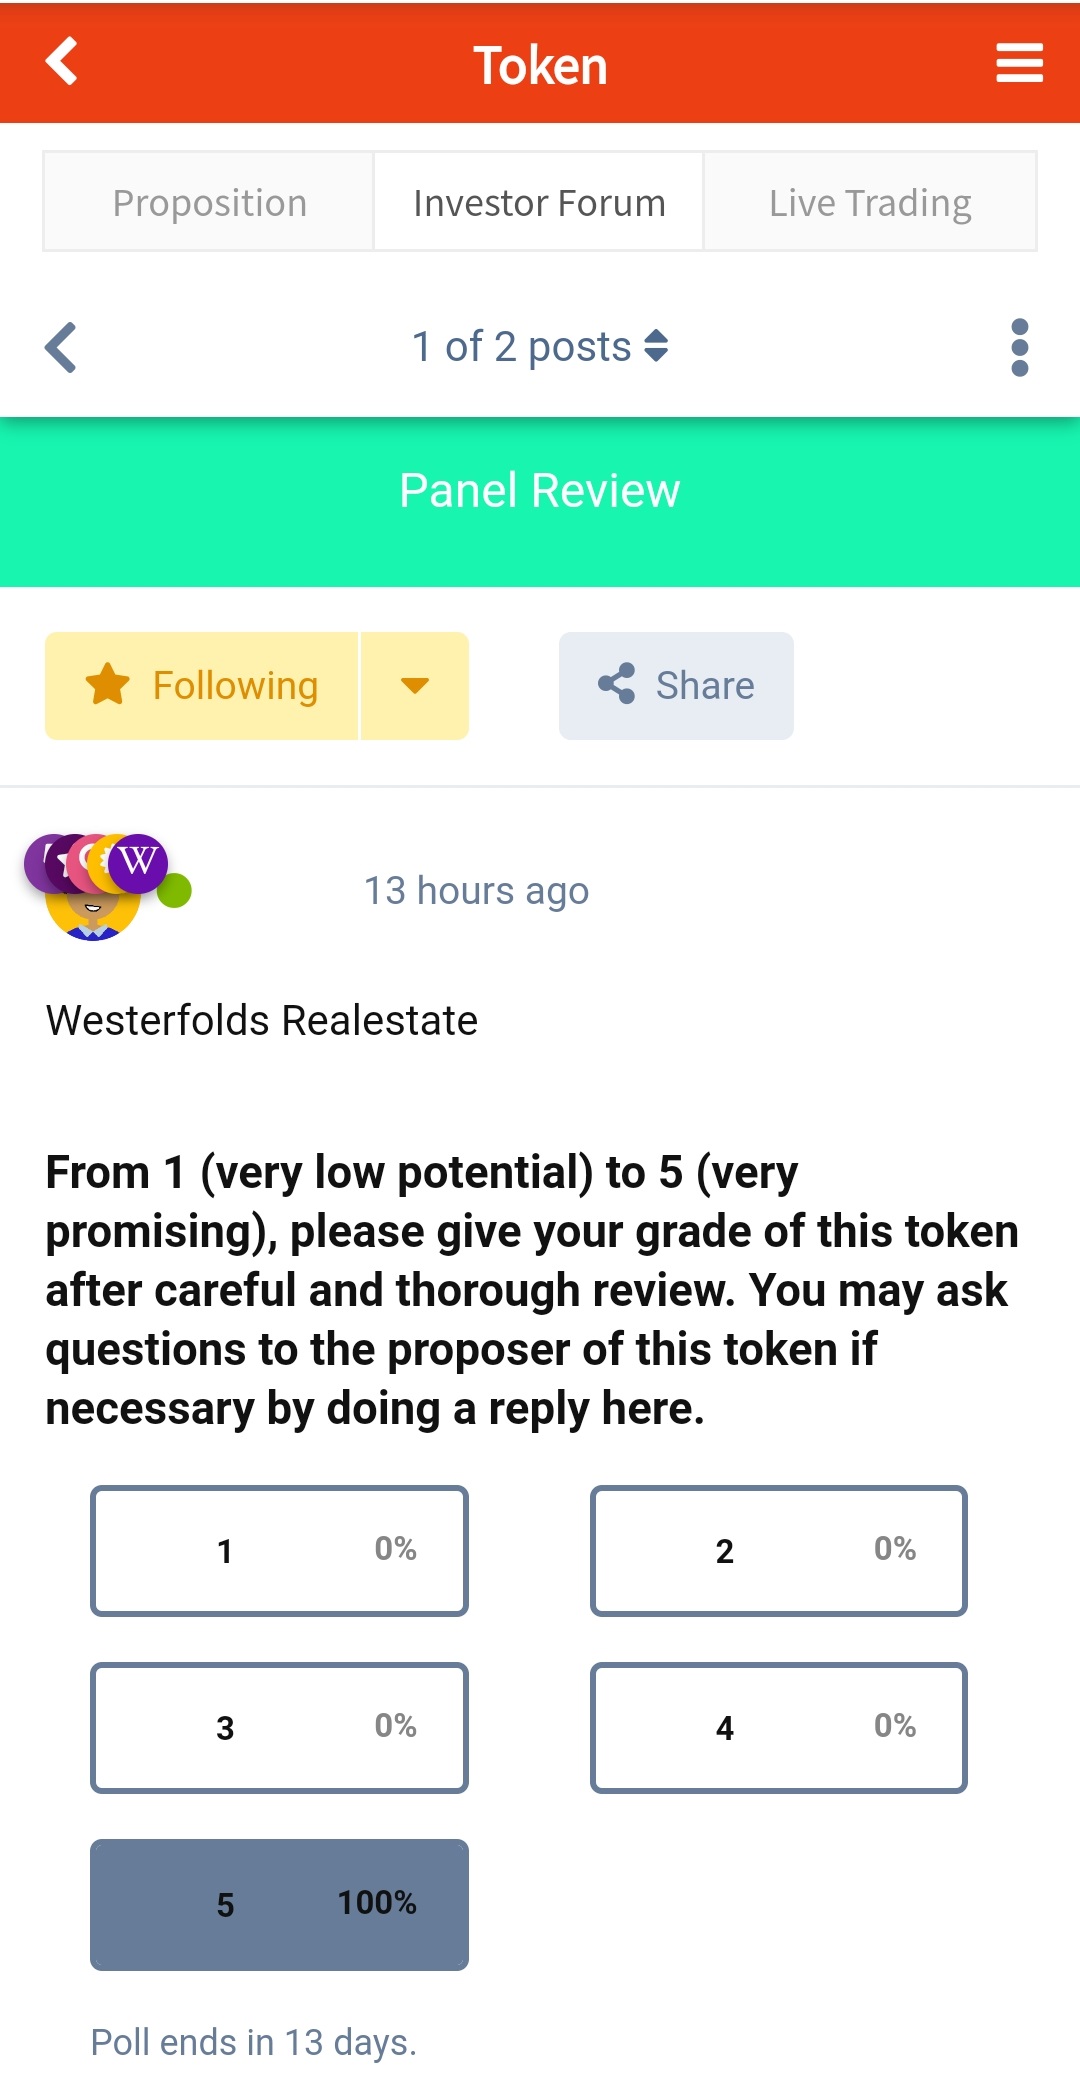 Token
Proposition
Investor Forum
Live Trading
1 of 2 posts
Panel Review
Following
Share
W
13 hours ago
Westerfolds Realestate
From 1 (very low potential) to 5 (very
promising), please give your grade of this token
after careful and thorough review. You may ask
questions to the proposer of this token if
necessary by doing a reply here.
1 0%
2 0%
3 0%
4 0%
5 100%
Poll ends in 13 days.